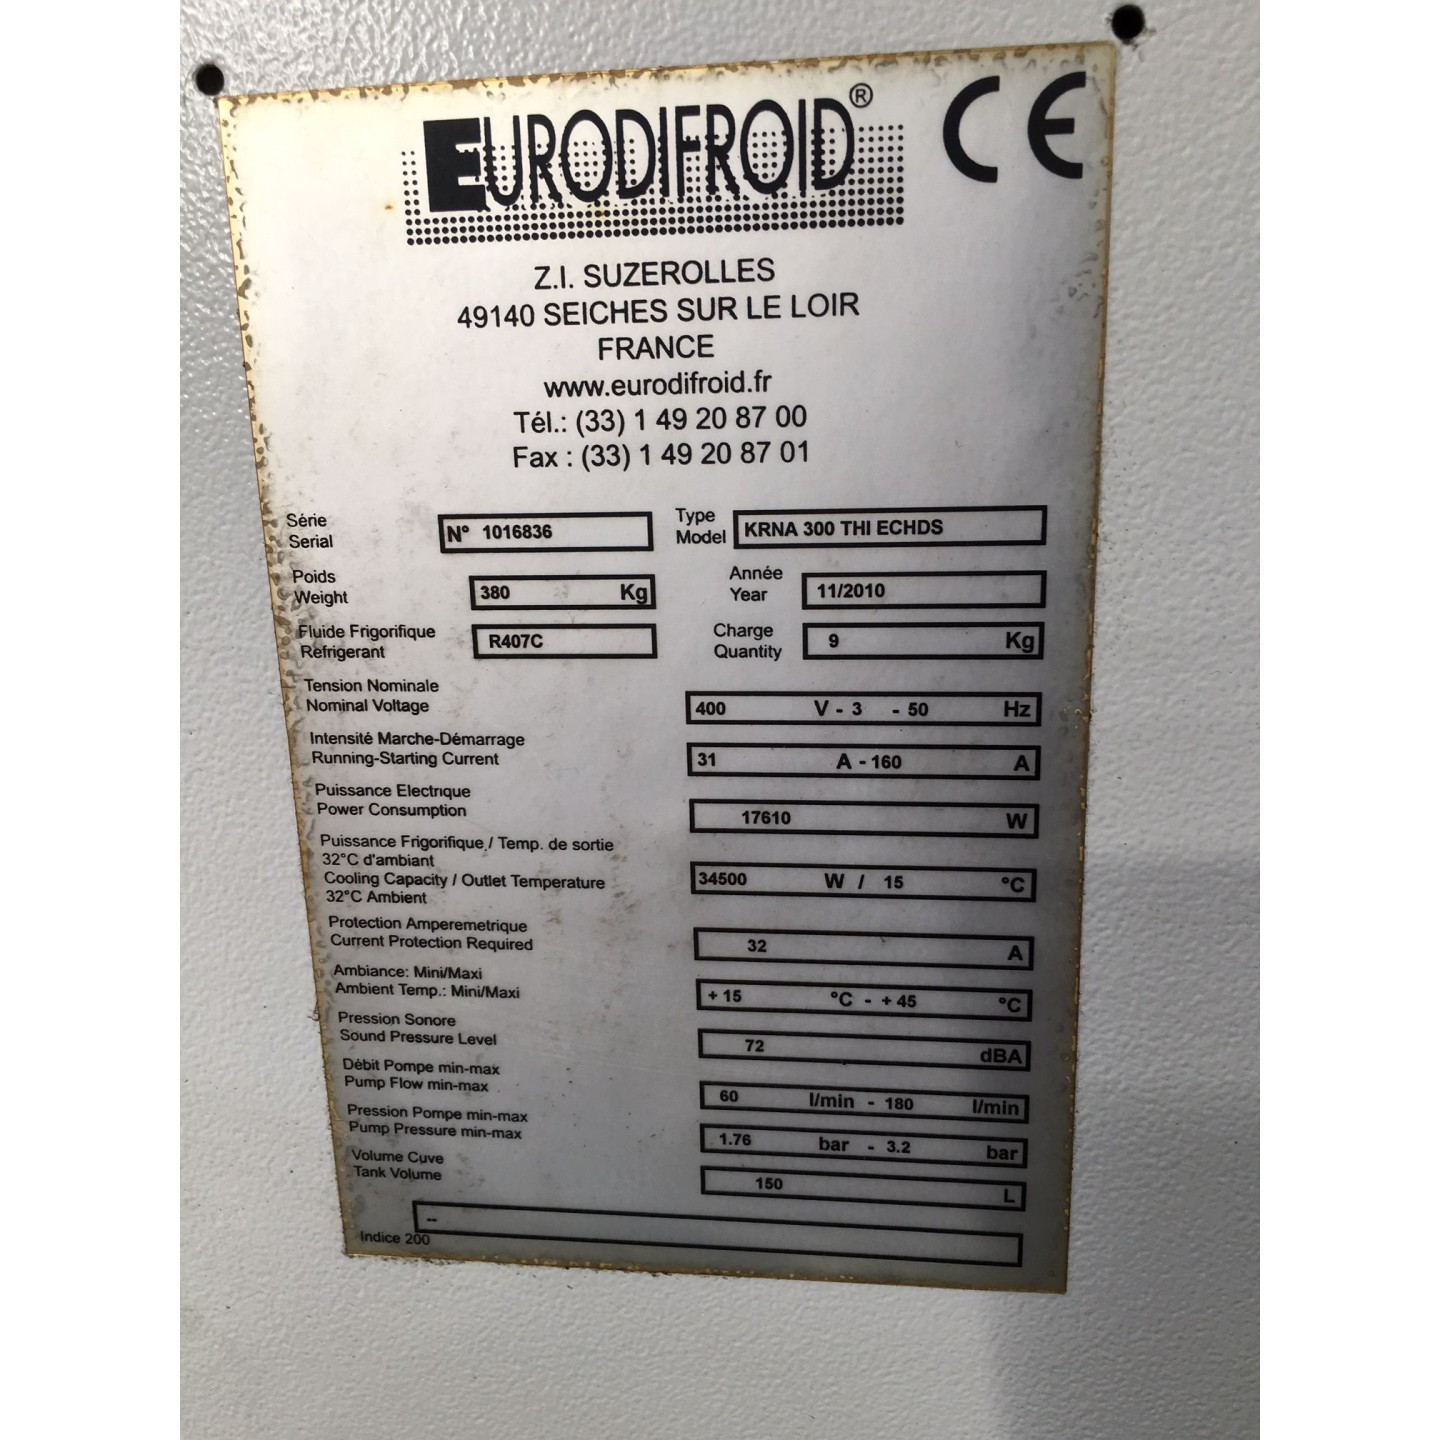 EURODIFROID® CE
Z.I. SUZEROLLES
49140 SEICHES SUR LE LOIR
FRANCE
www.eurodifroid.fr
Tél.: (33) 1 49 20 87 00
Fax : (33) 1 49 20 87 01
Série
Serial
N° 1016836
Type
Model
KRNA 300 THI ECHDS
Poids
Weight
380 Kg
Année
Year
11/2010
Fluide Frigorifique
Refrigerant
R407C
Charge
Quantity
9 Kg
Tension Nominale
Nominal Voltage
400 V - 3 - 50 Hz
Intensité Marche-Démarrage
Running-Starting Current
31 A - 160 A
Puissance Electrique
Power Consumption
17610 W
Puissance Frigorifique / Temp. de sortie
32°C d'ambiant
Cooling Capacity / Outlet Temperature
32°C Ambient
34500 W / 15 °C
Protection Amperemetrique
Current Protection Required
32 A
Ambiance: Mini/Maxi
Ambient Temp.: Mini/Maxi
+ 15 °C - + 45 °C
Pression Sonore
Sound Pressure Level
72 dBA
Débit Pompe min-max
Pump Flow min-max
60 l/min - 180 l/min
Pression Pompe min-max
Pump Pressure min-max
1.76 bar - 3.2 bar
Volume Cuve
Tank Volume
150 L
--
Indice 200